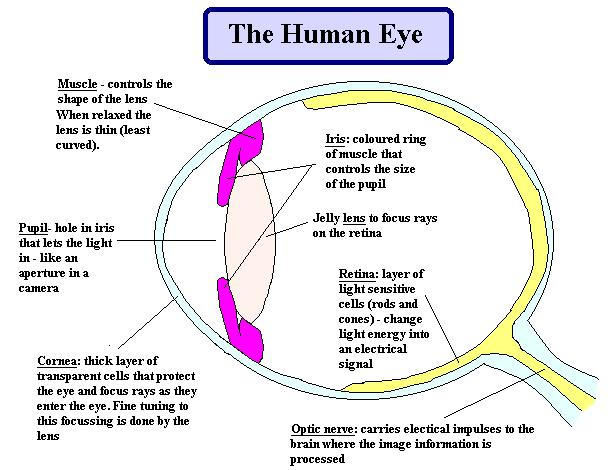 The Human Eye
Muscle - controls the
shape of the lens
When relaxed the
lens is thin (least
curved).
Iris: coloured ring
of muscle that
controls the size
of the pupil
Jelly lens to focus rays
on the retina
Pupil- hole in iris
that lets the light
in - like an
aperture in a
camera
Retina: layer of
light sensitive
cells (rods and
cones) - change
light energy into
an electrical
signal
Cornea: thick layer of
transparent cells that protect
the eye and focus rays as they
enter the eye. Fine tuning to
this focussing is done by the
lens
Optic nerve: carries electical impulses to the
brain where the image information is
processed